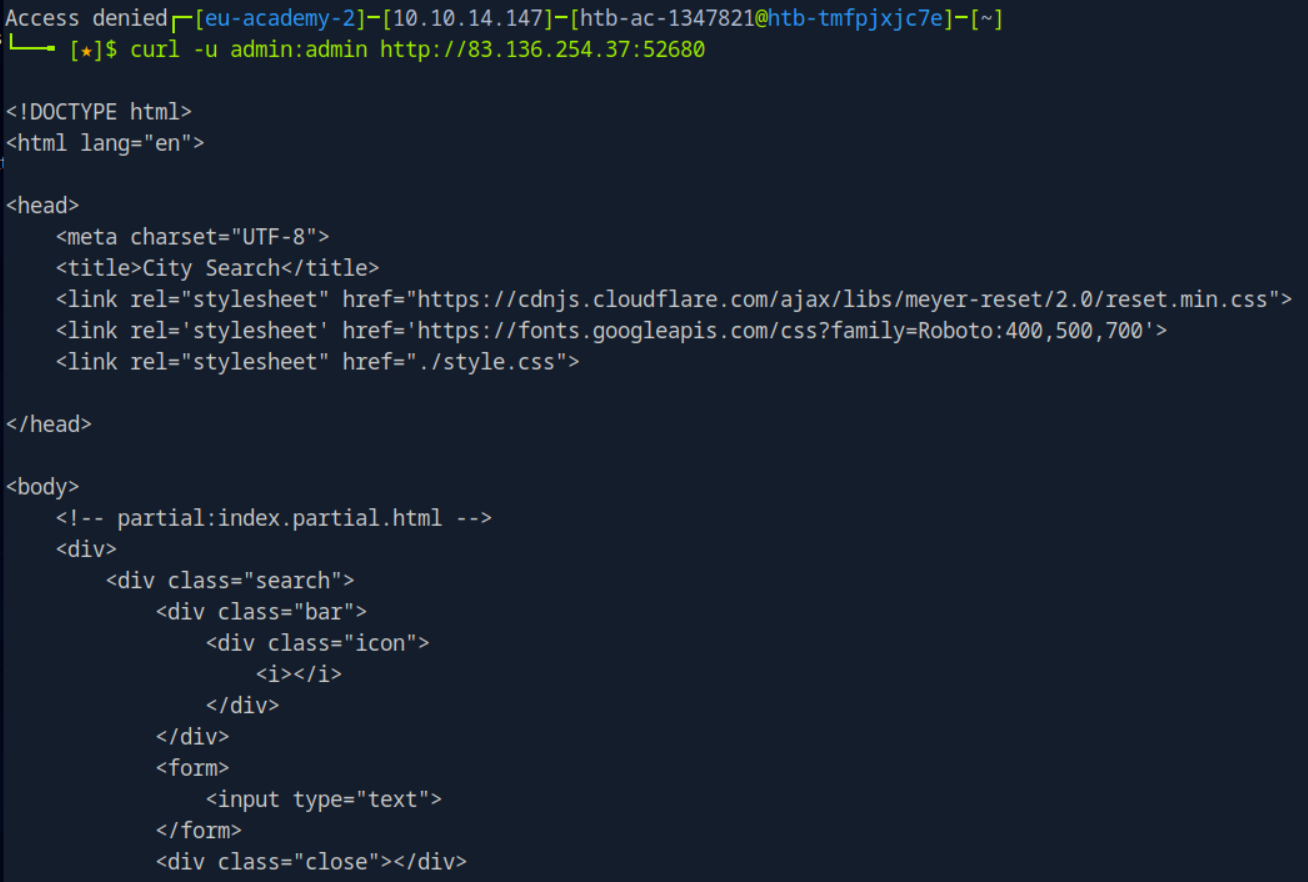 Access denied┌─[eu-academy-2]─[10.10.14.147]─[htb-ac-1347821@htb-tmfpjxjc7e]─[~]
└──╼ [★]$ curl -u admin:admin http://83.136.254.37:52680
<!DOCTYPE html>
<html lang="en">
<head>
    <meta charset="UTF-8">
    <title>City Search</title>
    <link rel="stylesheet" href="https://cdnjs.cloudflare.com/ajax/libs/meyer-reset/2.0/reset.min.css">
    <link rel='stylesheet' href='https://fonts.googleapis.com/css?family=Roboto:400,500,700'>
    <link rel="stylesheet" href="./style.css">
</head>
<body>
    <!-- partial:index.partial.html -->
    <div>
        <div class="search">
            <div class="bar">
                <div class="icon">
                    <i></i>
                </div>
            </div>
            <form>
                <input type="text">
            </form>
            <div class="close"></div>